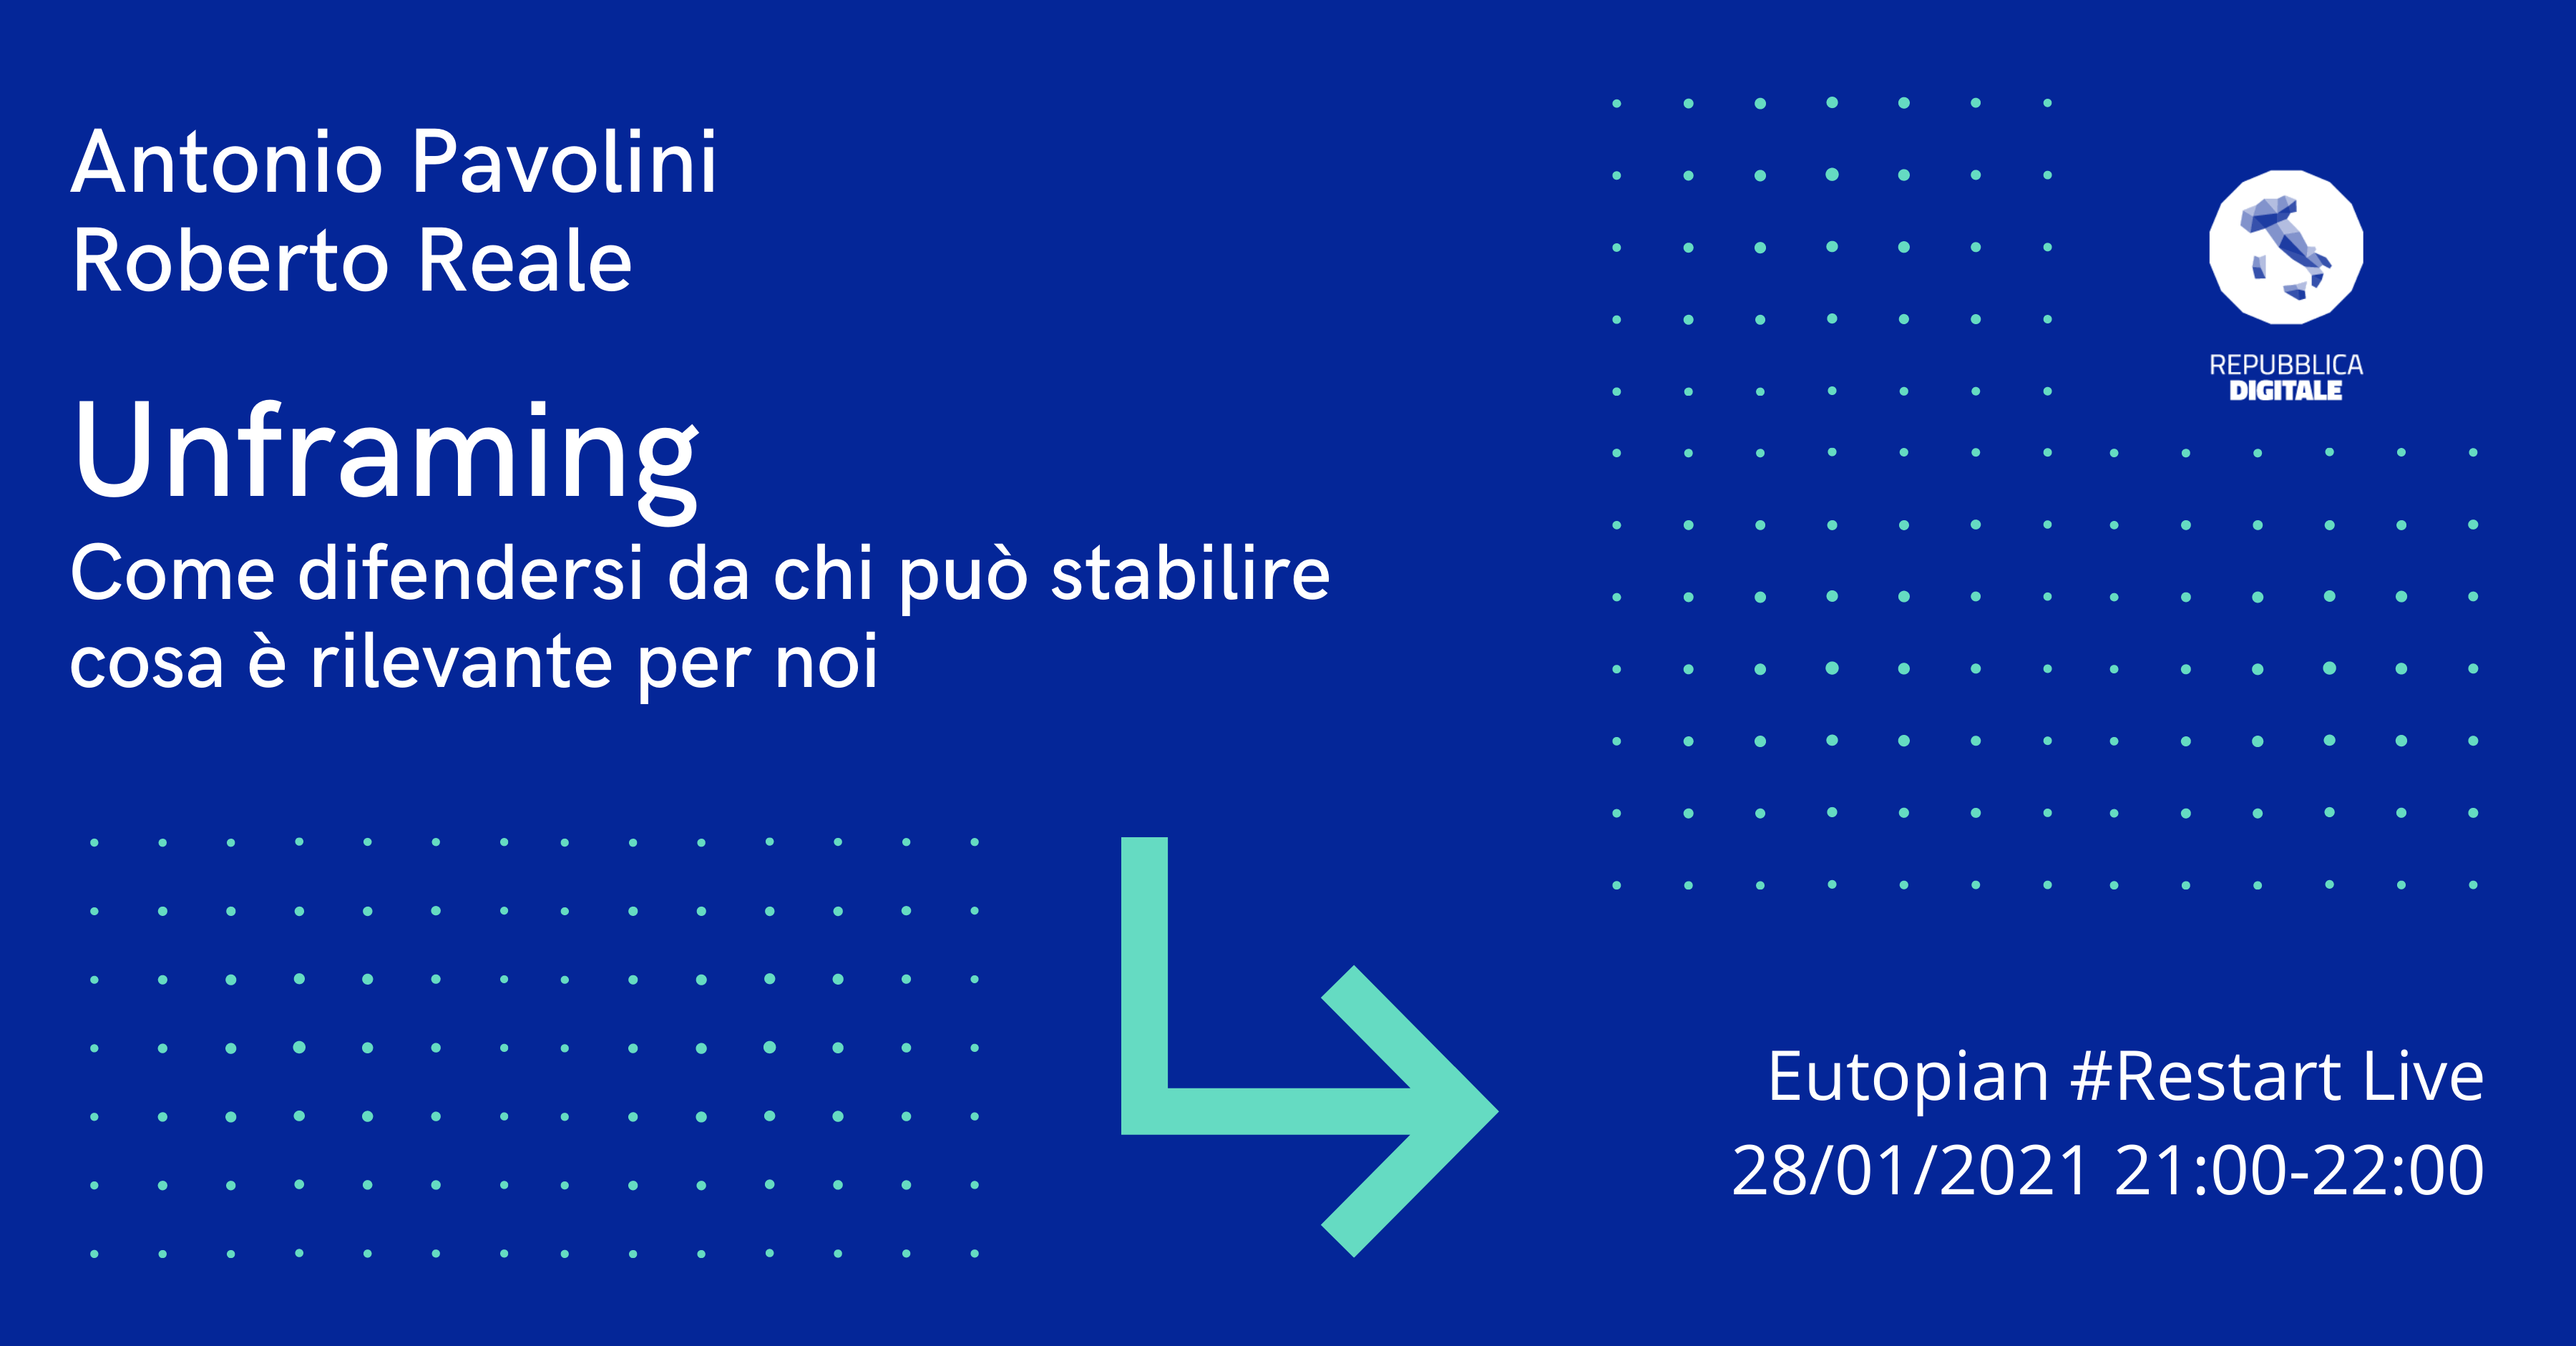 Antonio Pavolini
Roberto Reale
Unframing
Come difendersi da chi può stabilire
cosa è rilevante per noi
REPUBBLICA
DIGITALE
Eutopian #Restart Live
28/01/2021 21:00-22:00